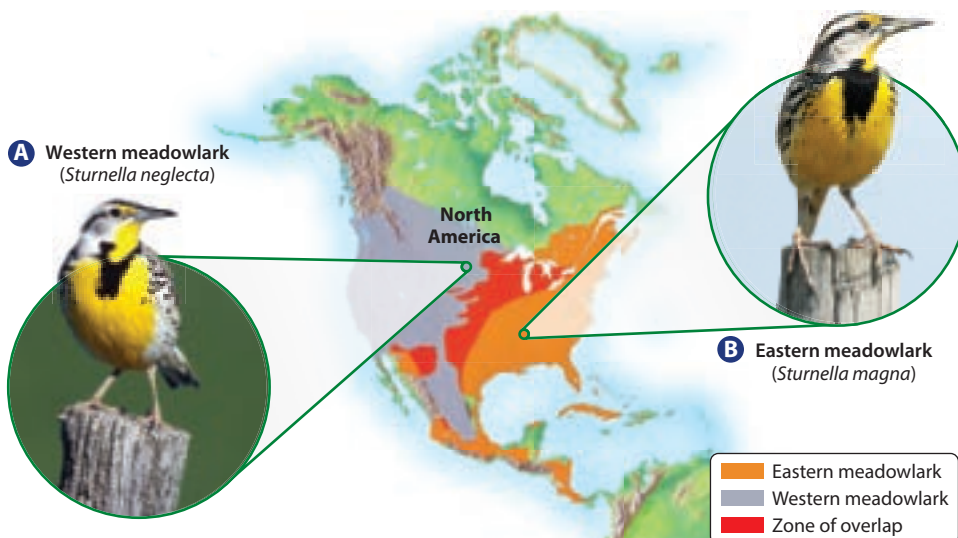 A Western meadowlark
(Sturnella neglecta)
North
America
B Eastern meadowlark
(Sturnella magna)
Eastern meadowlark
Western meadowlark
Zone of overlap